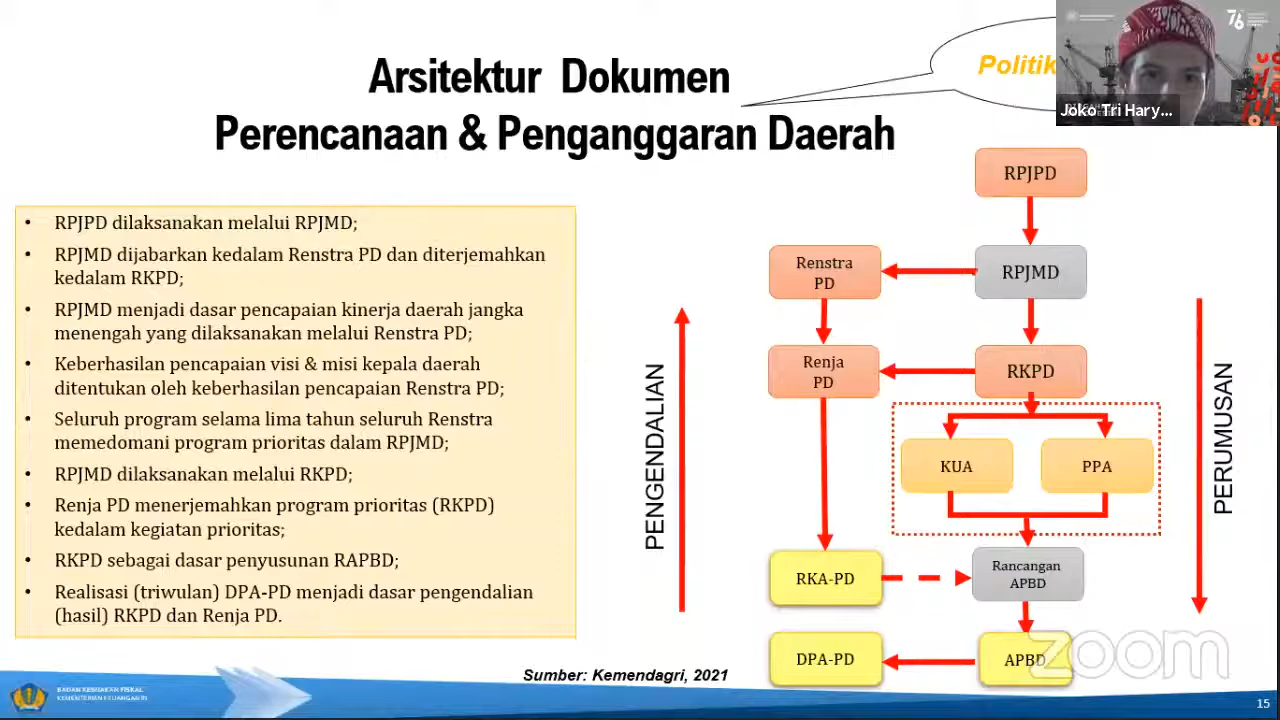 Arsitektur Dokumen
Perencanaan & Penganggaran Daerah
Politik
76
Joko Tri Hary...
• RPJPD dilaksanakan melalui RPJMD;
• RPJMD dijabarkan kedalam Renstra PD dan diterjemahkan
kedalam RKPD;
• RPJMD menjadi dasar pencapaian kinerja daerah jangka
menengah yang dilaksanakan melalui Renstra PD;
• Keberhasilan pencapaian visi & misi kepala daerah
ditentukan oleh keberhasilan pencapaian Renstra PD;
• Seluruh program selama lima tahun seluruh Renstra
memedomani program prioritas dalam RPJMD;
• RPJMD dilaksanakan melalui RKPD;
• Renja PD menerjemahkan program prioritas (RKPD)
kedalam kegiatan prioritas;
• RKPD sebagai dasar penyusunan RAPBD;
• Realisasi (triwulan) DPA-PD menjadi dasar pengendalian
(hasil) RKPD dan Renja PD.
PENGENDALIAN
RPJPD
Renstra
PD
RPJMD
Renja
PD
RKPD
KUA
PPA
RKA-PD
Rancangan
APBD
DPA-PD
APBD
PERUMUSAN
zoom
Sumber: Kemendagri, 2021
BADAN KEBIJAKAN FISKAL
KEMENTERIAN KEUANGAN RI
15